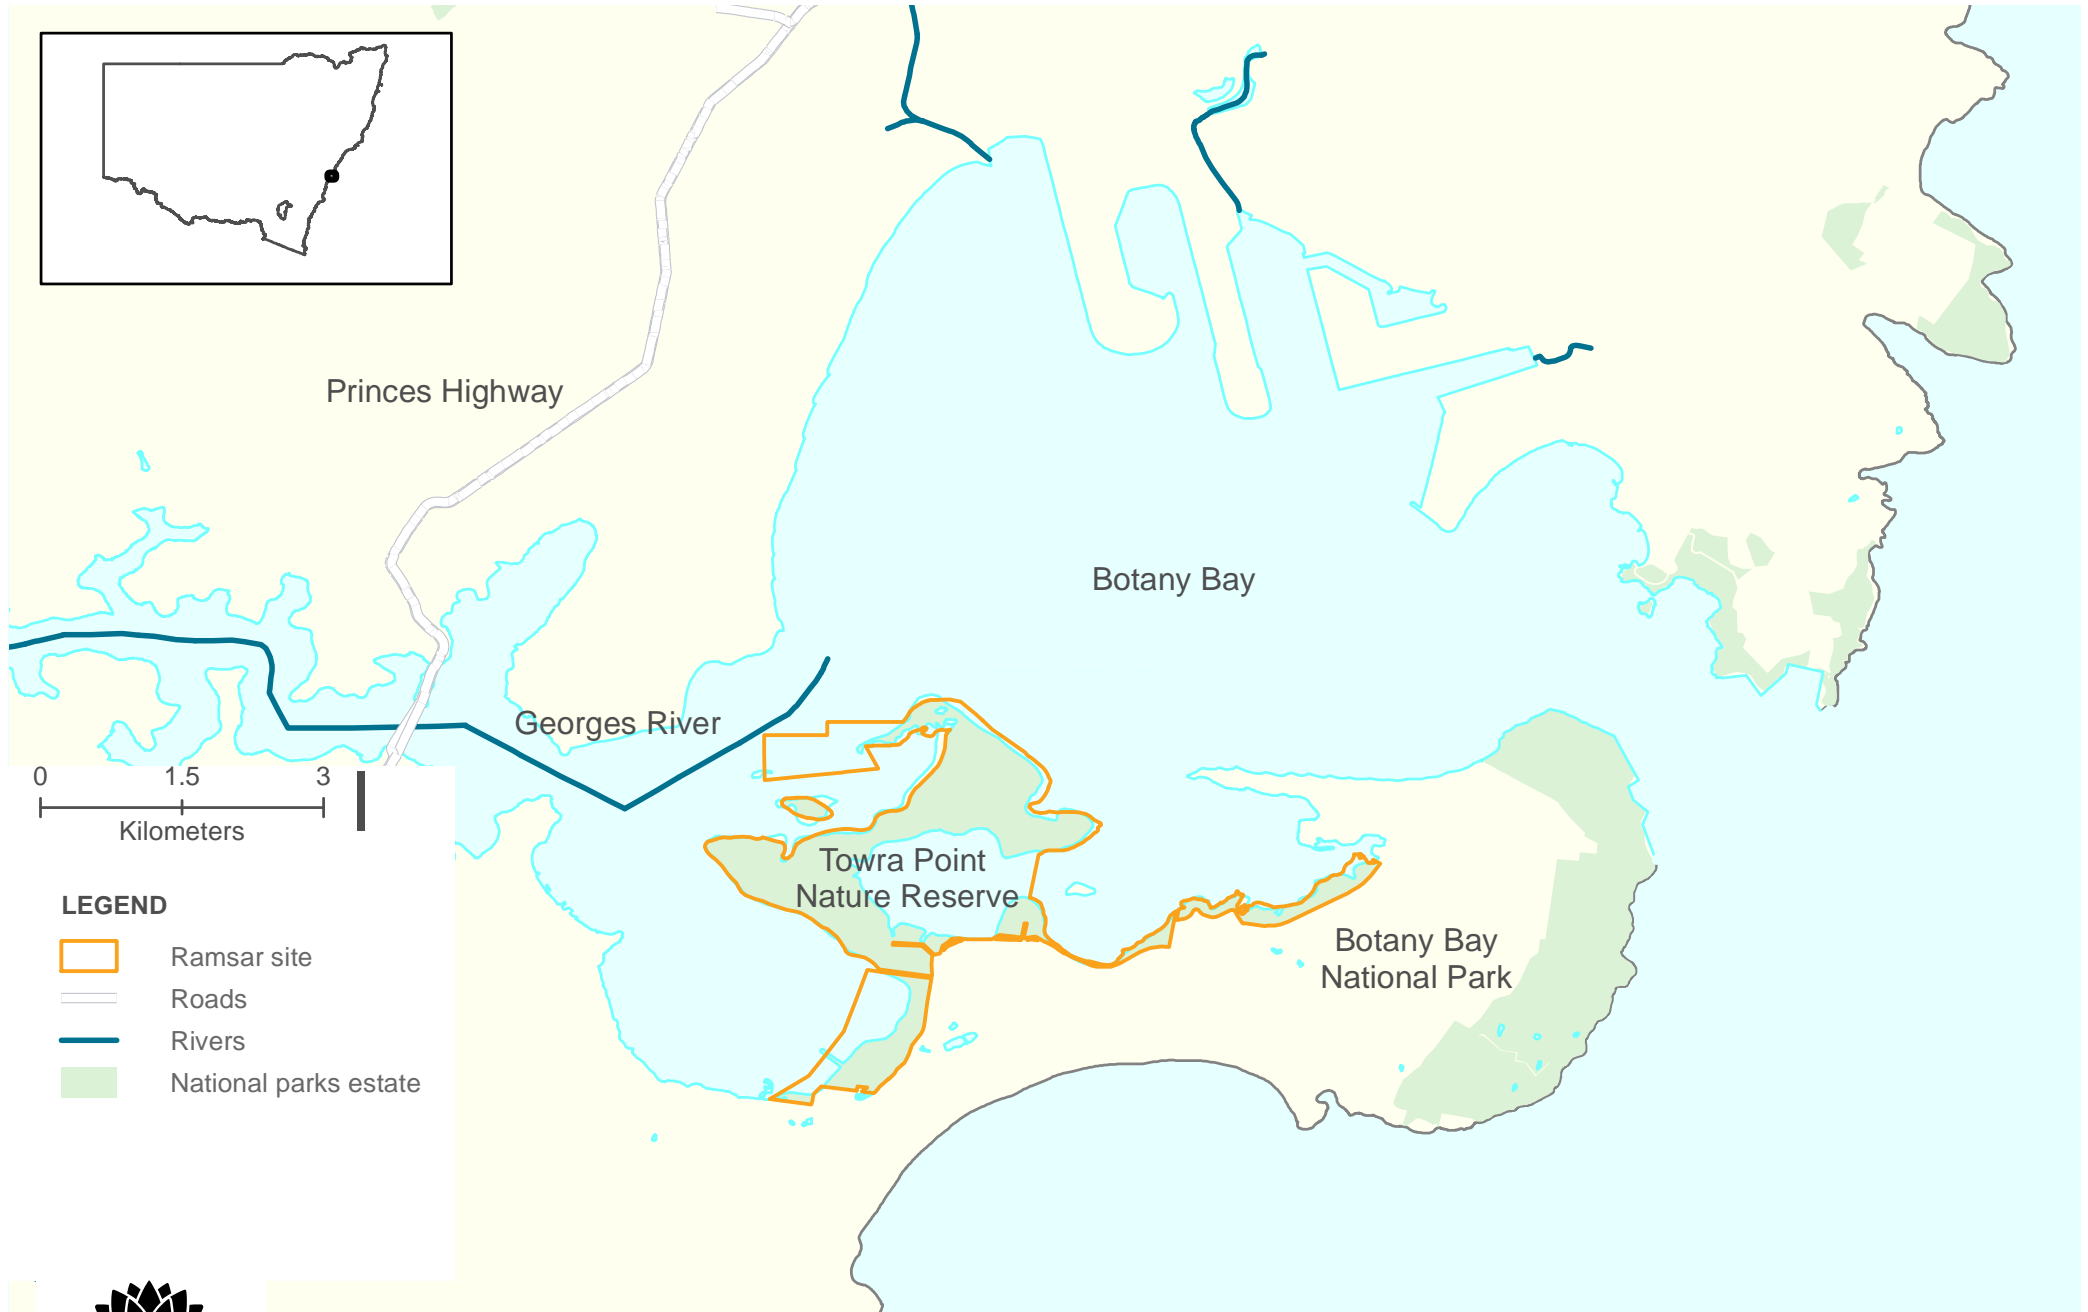 Princes Highway
Botany Bay
Georges River
0 1.5 3
Kilometers
Towra Point
Nature Reserve
Botany Bay
National Park
LEGEND
Ramsar site
Roads
Rivers
National parks estate